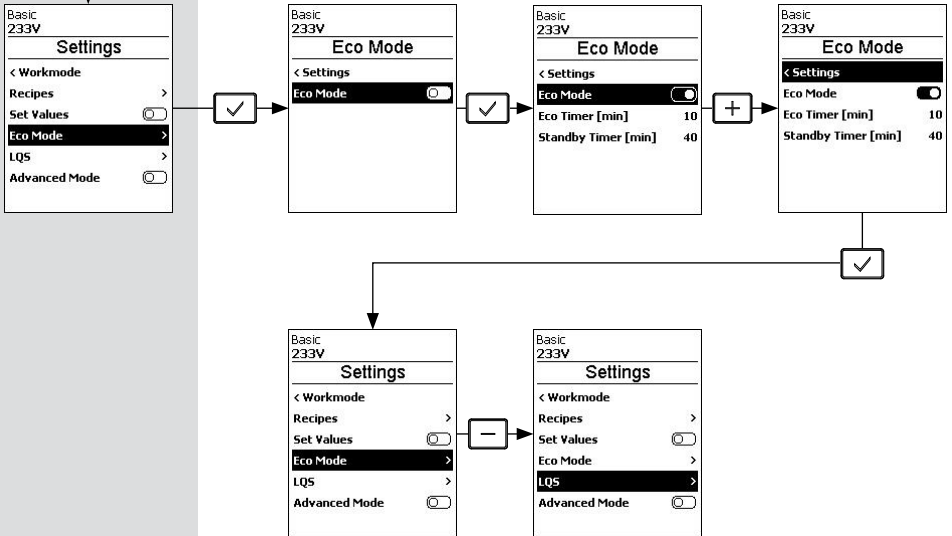 Basic
233V
Settings
< Workmode
Recipes >
Set Values
Eco Mode >
LQS >
Advanced Mode
Basic
233V
Eco Mode
< Settings
Eco Mode
Basic
233V
Eco Mode
< Settings
Eco Mode
Eco Timer [min] 10
Standby Timer [min] 40
+
Basic
233V
Eco Mode
< Settings
Eco Mode
Eco Timer [min] 10
Standby Timer [min] 40
Basic
233V
Settings
< Workmode
Recipes >
Set Values
Eco Mode >
LQS >
Advanced Mode
−
Basic
233V
Settings
< Workmode
Recipes >
Set Values
Eco Mode >
LQS >
Advanced Mode